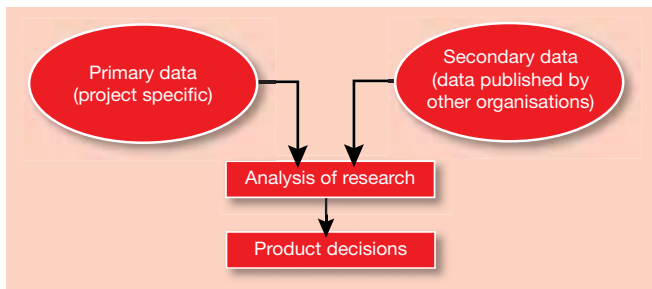 Primary data
(project specific)
Secondary data
(data published by
other organisations)
Analysis of research
Product decisions